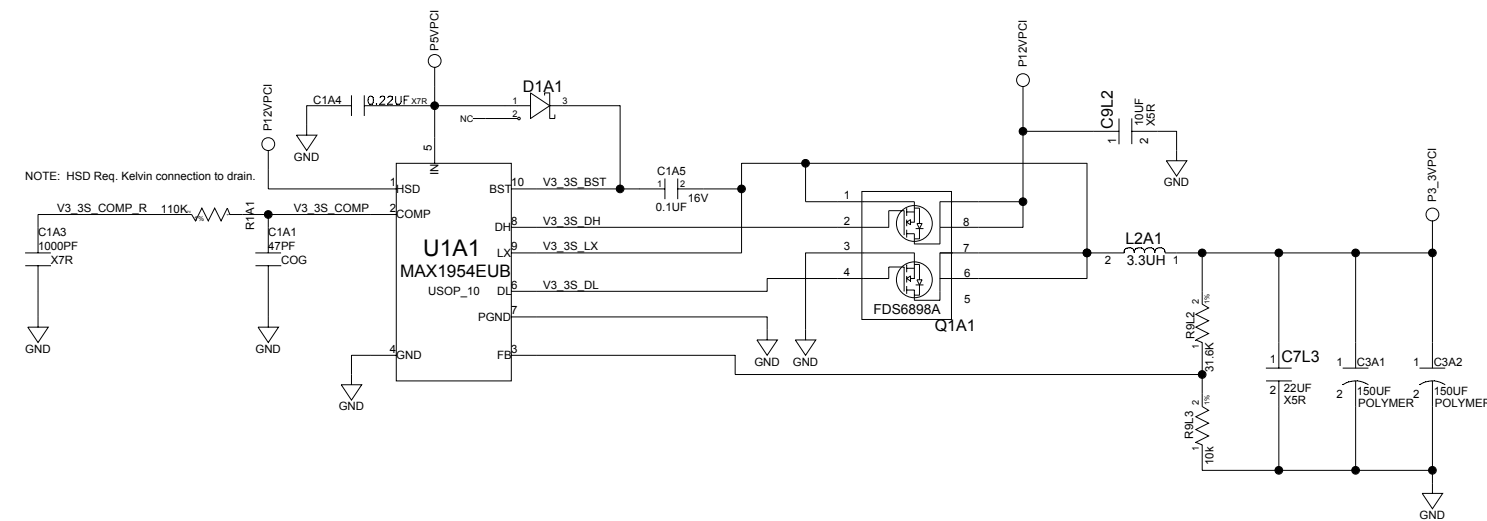 P5VPCI
P12VPCI
P12VPCI
P3_3VPCI
D1A1
C1A4 0.22UF X7R
1 3
NC 2
GND
5
IN
C9L2
10UF
X5R
1 2
GND
NOTE: HSD Req. Kelvin connection to drain.
1 HSD
BST 10 V3_3S_BST
C1A5
1 2
16V
0.1UF
V3_3S_COMP_R 110K 1% R1A1 V3_3S_COMP 2 COMP
C1A3
1000PF
X7R
GND
C1A1
47PF
COG
GND
U1A1
MAX1954EUB
USOP_10
DH 8 V3_3S_DH
LX 9 V3_3S_LX
DL 6 V3_3S_DL
PGND 7
GND
4 GND
GND
FB 3
1
2
3
4
8
7
6
5
FDS6898A
Q1A1
GND
L2A1
2 3.3UH 1
R9L2
2 1%
1 31.6K
R9L3
2 1%
1 10k
1 C7L3
2 22UF
X5R
1 C3A1
2 150UF
POLYMER
1 C3A2
2 150UF
POLYMER
GND